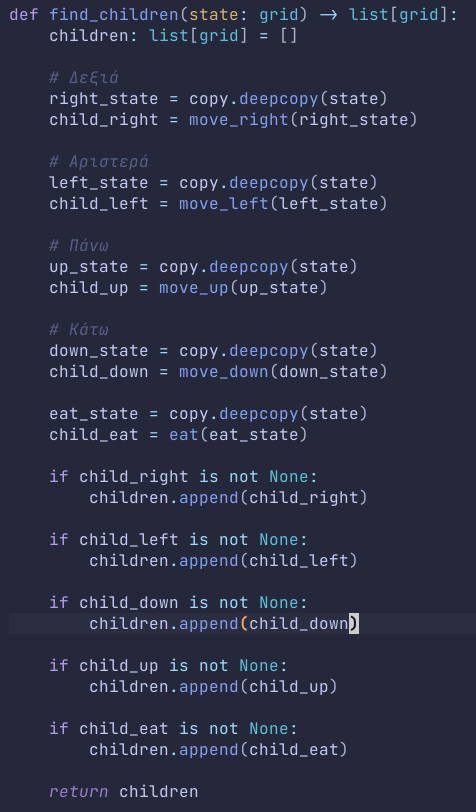 def find_children(state: grid) -> list[grid]:
    children: list[grid] = []

    # Δεξιά
    right_state = copy.deepcopy(state)
    child_right = move_right(right_state)

    # Αριστερά
    left_state = copy.deepcopy(state)
    child_left = move_left(left_state)

    # Πάνω
    up_state = copy.deepcopy(state)
    child_up = move_up(up_state)

    # Κάτω
    down_state = copy.deepcopy(state)
    child_down = move_down(down_state)

    eat_state = copy.deepcopy(state)
    child_eat = eat(eat_state)

    if child_right is not None:
        children.append(child_right)

    if child_left is not None:
        children.append(child_left)

    if child_down is not None:
        children.append(child_down)

    if child_up is not None:
        children.append(child_up)

    if child_eat is not None:
        children.append(child_eat)

    return children